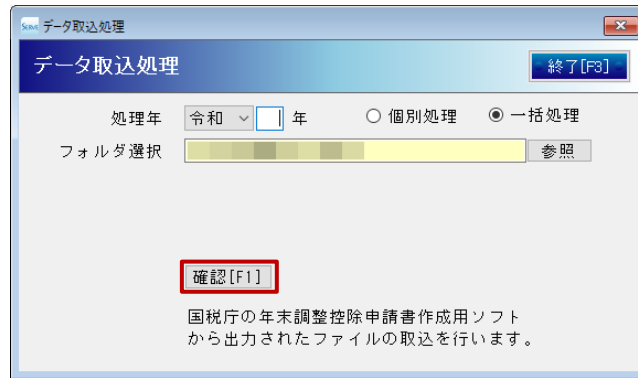 Serve データ取込処理
データ取込処理 終了[F3]
処理年 令和 年 個別処理 一括処理
フォルダ選択 参照
確認[F1]
国税庁の年末調整控除申請書作成用ソフト
から出力されたファイルの取込を行います。